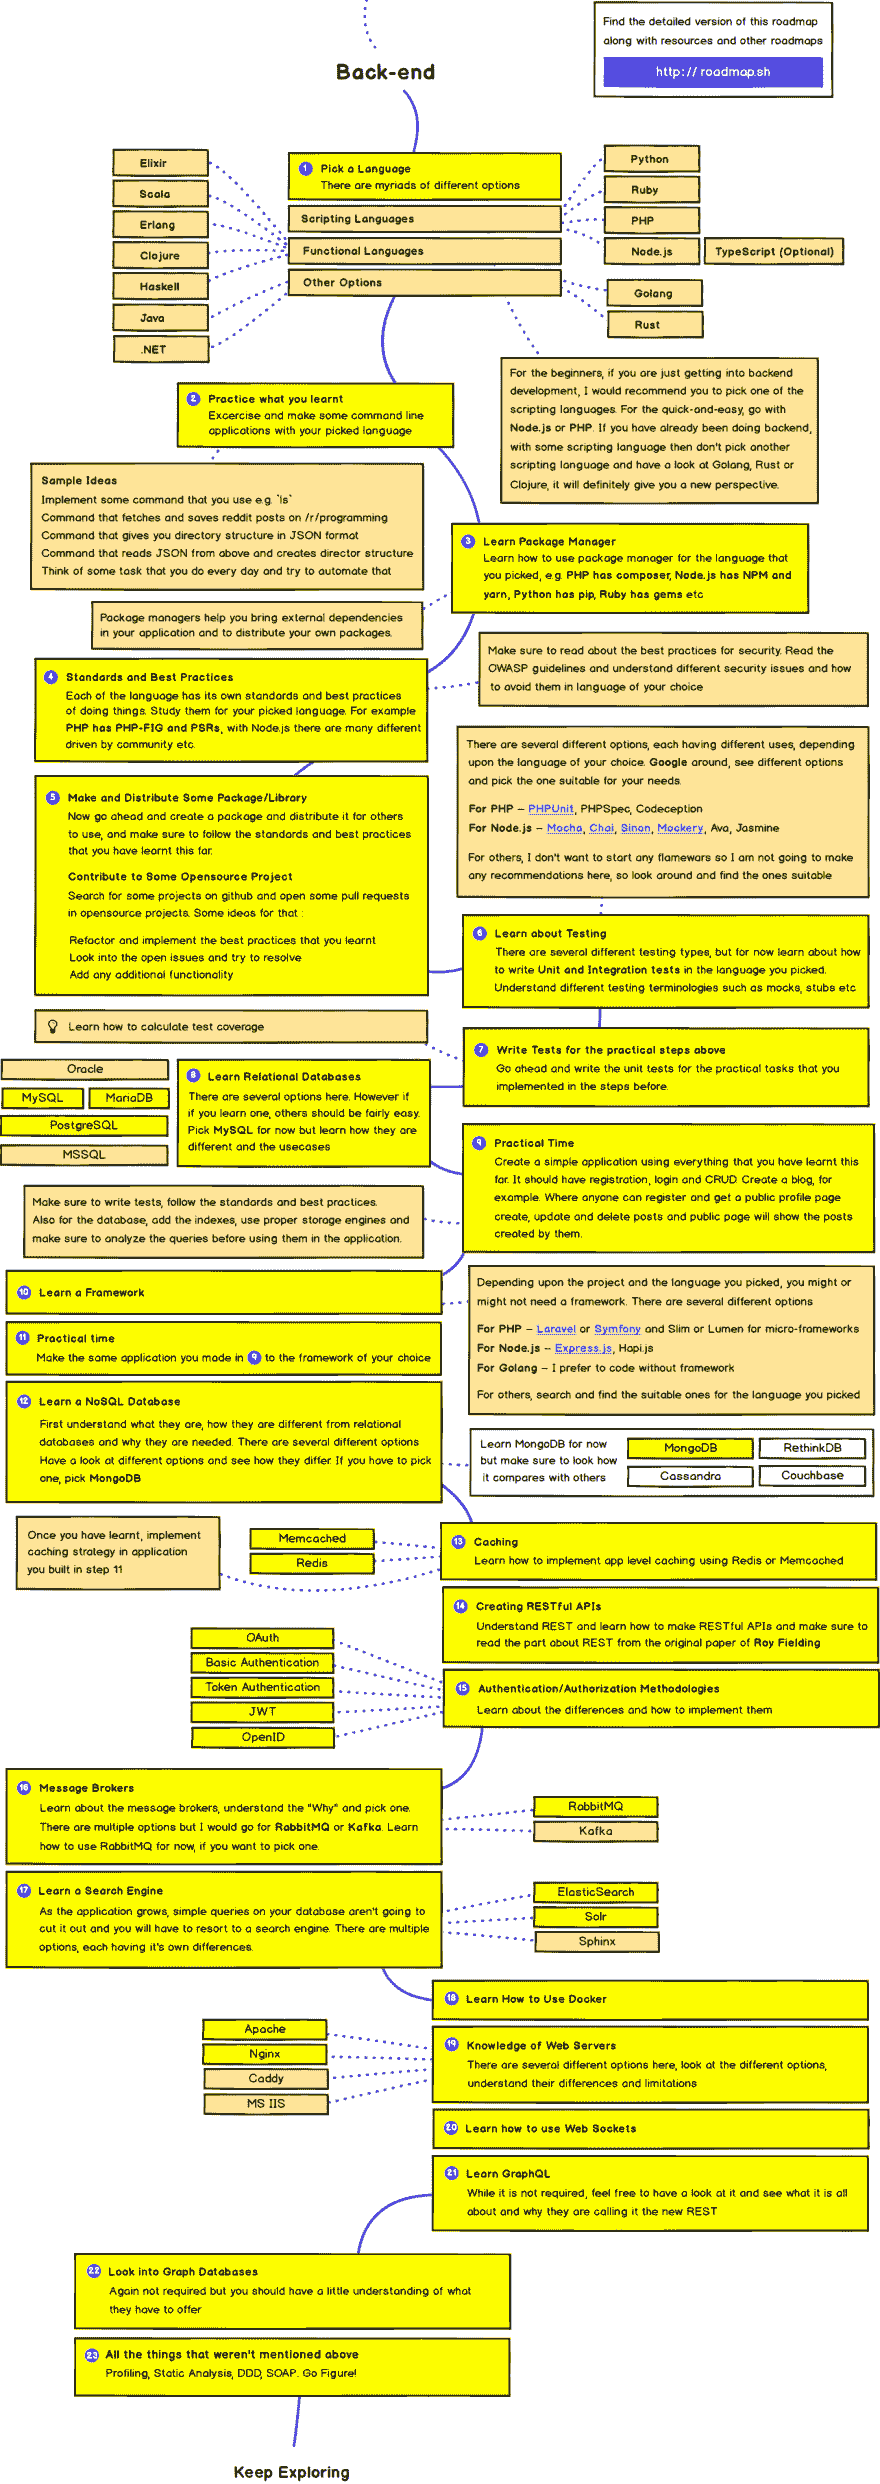 Find the detailed version of this roadmap
along with resources and other roadmaps
http:// roadmap.sh
Back-end
1 Pick a Language
There are myriads of different options
Scripting Languages
Functional Languages
Other Options
Elixir
Scala
Erlang
Clojure
Haskell
Java
.NET
Python
Ruby
PHP
Node.js
TypeScript (Optional)
Golang
Rust
For the beginners, if you are just getting into backend
development, I would recommend you to pick one of the
scripting languages. For the quick-and-easy, go with
Node.js or PHP. If you have already been doing backend,
with some scripting language then don't pick another
scripting language and have a look at Golang, Rust or
Clojure, it will definitely give you a new perspective.
2 Practice what you learnt
Excercise and make some command line
applications with your picked language
Sample Ideas
Implement some command that you use e.g. `ls`
Command that fetches and saves reddit posts on /r/programming
Command that gives you directory structure in JSON format
Command that reads JSON from above and creates director structure
Think of some task that you do every day and try to automate that
3 Learn Package Manager
Learn how to use package manager for the language that
you picked, e.g. PHP has composer, Node.js has NPM and
yarn, Python has pip, Ruby has gems etc
Package managers help you bring external dependencies
in your application and to distribute your own packages.
4 Standards and Best Practices
Each of the language has its own standards and best practices
of doing things. Study them for your picked language. For example
PHP has PHP-FIG and PSRs, with Node.js there are many different
driven by community etc.
Make sure to read about the best practices for security. Read the
OWASP guidelines and understand different security issues and how
to avoid them in language of your choice
5 Make and Distribute Some Package/Library
Now go ahead and create a package and distribute it for others
to use, and make sure to follow the standards and best practices
that you have learnt this far.
Contribute to Some Opensource Project
Search for some projects on github and open some pull requests
in opensource projects. Some ideas for that :
Refactor and implement the best practices that you learnt
Look into the open issues and try to resolve
Add any additional functionality
There are several different options, each having different uses, depending
upon the language of your choice. Google around, see different options
and pick the one suitable for your needs.
For PHP – PHPUnit, PHPSpec, Codeception
For Node.js – Mocha, Chai, Sinon, Mockery, Ava, Jasmine
For others, I don't want to start any flamewars so I am not going to make
any recommendations here, so look around and find the ones suitable
6 Learn about Testing
There are several different testing types, but for now learn about how
to write Unit and Integration tests in the language you picked.
Understand different testing terminologies such as mocks, stubs etc
Learn how to calculate test coverage
7 Write Tests for the practical steps above
Go ahead and write the unit tests for the practical tasks that you
implemented in the steps before.
Oracle
MySQL
MariaDB
PostgreSQL
MSSQL
8 Learn Relational Databases
There are several options here. However if
if you learn one, others should be fairly easy.
Pick MySQL for now but learn how they are
different and the usecases
9 Practical Time
Create a simple application using everything that you have learnt this
far. It should have registration, login and CRUD. Create a blog, for
example. Where anyone can register and get a public profile page
create, update and delete posts and public page will show the posts
created by them.
Make sure to write tests, follow the standards and best practices.
Also for the database, add the indexes, use proper storage engines and
make sure to analyze the queries before using them in the application.
10 Learn a Framework
Depending upon the project and the language you picked, you might or
might not need a framework. There are several different options
For PHP – Laravel or Symfony and Slim or Lumen for micro-frameworks
For Node.js – Express.js, Hapi.js
For Golang – I prefer to code without framework
For others, search and find the suitable ones for the language you picked
11 Practical time
Make the same application you made in 9 to the framework of your choice
12 Learn a NoSQL Database
First understand what they are, how they are different from relational
databases and why they are needed. There are several different options
Have a look at different options and see how they differ. If you have to pick
one, pick MongoDB
Learn MongoDB for now
but make sure to look how
it compares with others
MongoDB
RethinkDB
Cassandra
Couchbase
Once you have learnt, implement
caching strategy in application
you built in step 11
Memcached
Redis
13 Caching
Learn how to implement app level caching using Redis or Memcached
14 Creating RESTful APIs
Understand REST and learn how to make RESTful APIs and make sure to
read the part about REST from the original paper of Roy Fielding
OAuth
Basic Authentication
Token Authentication
JWT
OpenID
15 Authentication/Authorization Methodologies
Learn about the differences and how to implement them
16 Message Brokers
Learn about the message brokers, understand the "Why" and pick one.
There are multiple options but I would go for RabbitMQ or Kafka. Learn
how to use RabbitMQ for now, if you want to pick one.
RabbitMQ
Kafka
17 Learn a Search Engine
As the application grows, simple queries on your database aren't going to
cut it out and you will have to resort to a search engine. There are multiple
options, each having it's own differences.
ElasticSearch
Solr
Sphinx
18 Learn How to Use Docker
Apache
Nginx
Caddy
MS IIS
19 Knowledge of Web Servers
There are several different options here, look at the different options,
understand their differences and limitations
20 Learn how to use Web Sockets
21 Learn GraphQL
While it is not required, feel free to have a look at it and see what it is all
about and why they are calling it the new REST
22 Look into Graph Databases
Again not required but you should have a little understanding of what
they have to offer
23 All the things that weren't mentioned above
Profiling, Static Analysis, DDD, SOAP. Go Figure!
Keep Exploring